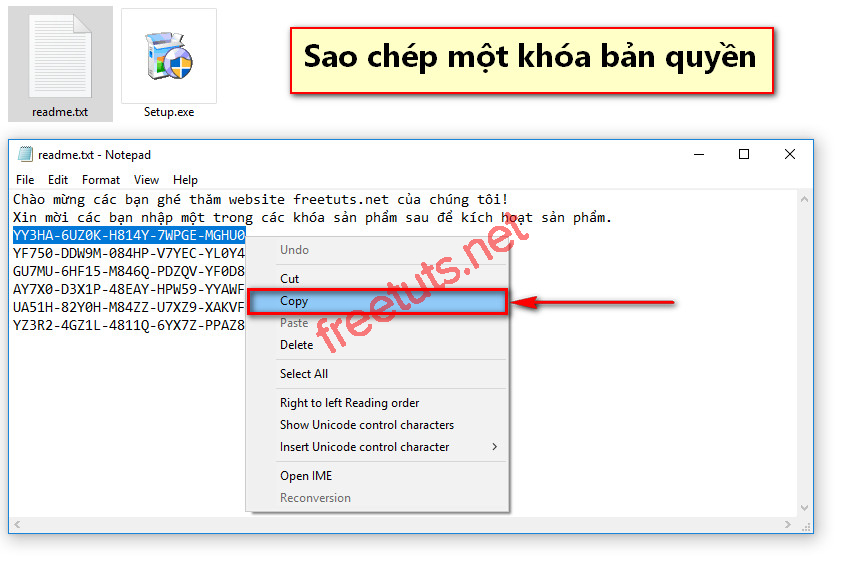 readme.txt
Setup.exe
Sao chép một khóa bản quyền
readme.txt - Notepad
File Edit Format View Help
Chào mừng các bạn ghé thăm website freetuts.net của chúng tôi!
Xin mời các bạn nhập một trong các khóa sản phẩm sau để kích hoạt sản phẩm.
YY3HA-6UZ0K-H814Y-7WPGE-MGHU0
YF750-DDW9M-084HP-V7YEC-YL0Y4
GU7MU-6HF15-M846Q-PDZQV-YF0D8
AY7X0-D3X1P-48EAY-HPW59-YYAWF
UA51H-82Y0H-M84ZZ-U7XZ9-XAKVF
YZ3R2-4GZ1L-4811Q-6YX7Z-PPAZ8
Undo
Cut
Copy
Paste
Delete
Select All
Right to left Reading order
Show Unicode control characters
Insert Unicode control character
Open IME
Reconversion
freetuts.net